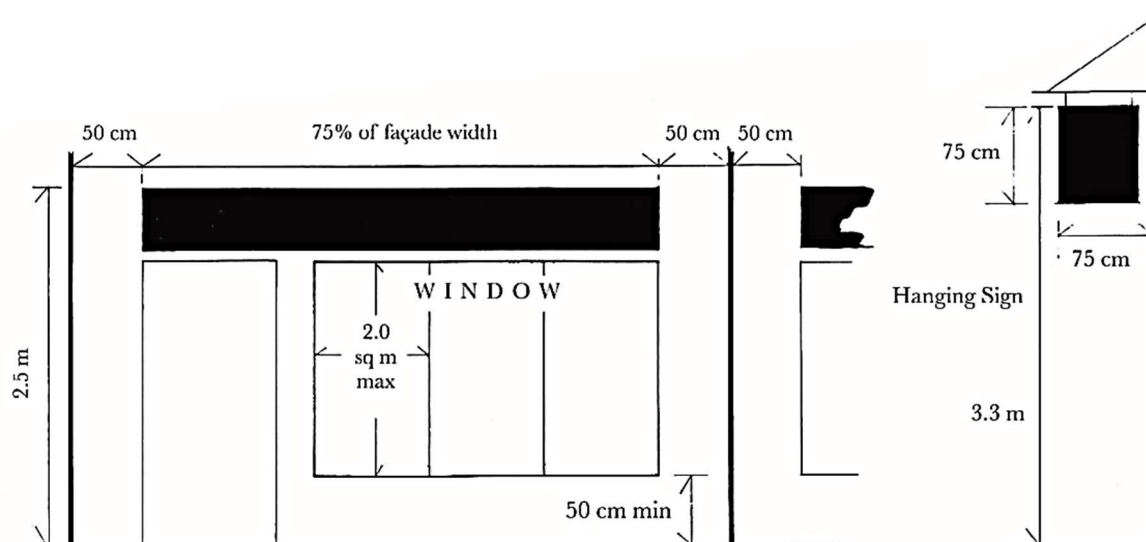 50 cm
75% of façade width
50 cm
50 cm
75 cm
75 cm
WINDOW
Hanging Sign
2.0
sq m
max
2.5 m
3.3 m
50 cm min